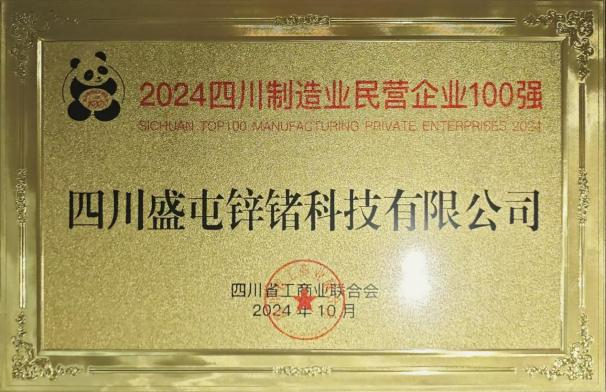 2024四川制造业民营企业100强
SICHUAN TOP100 MANUFACTURING PRIVATE ENTERPRISES 2024
四川盛屯锌锗科技有限公司
四川省工商业联合会
2024年10月